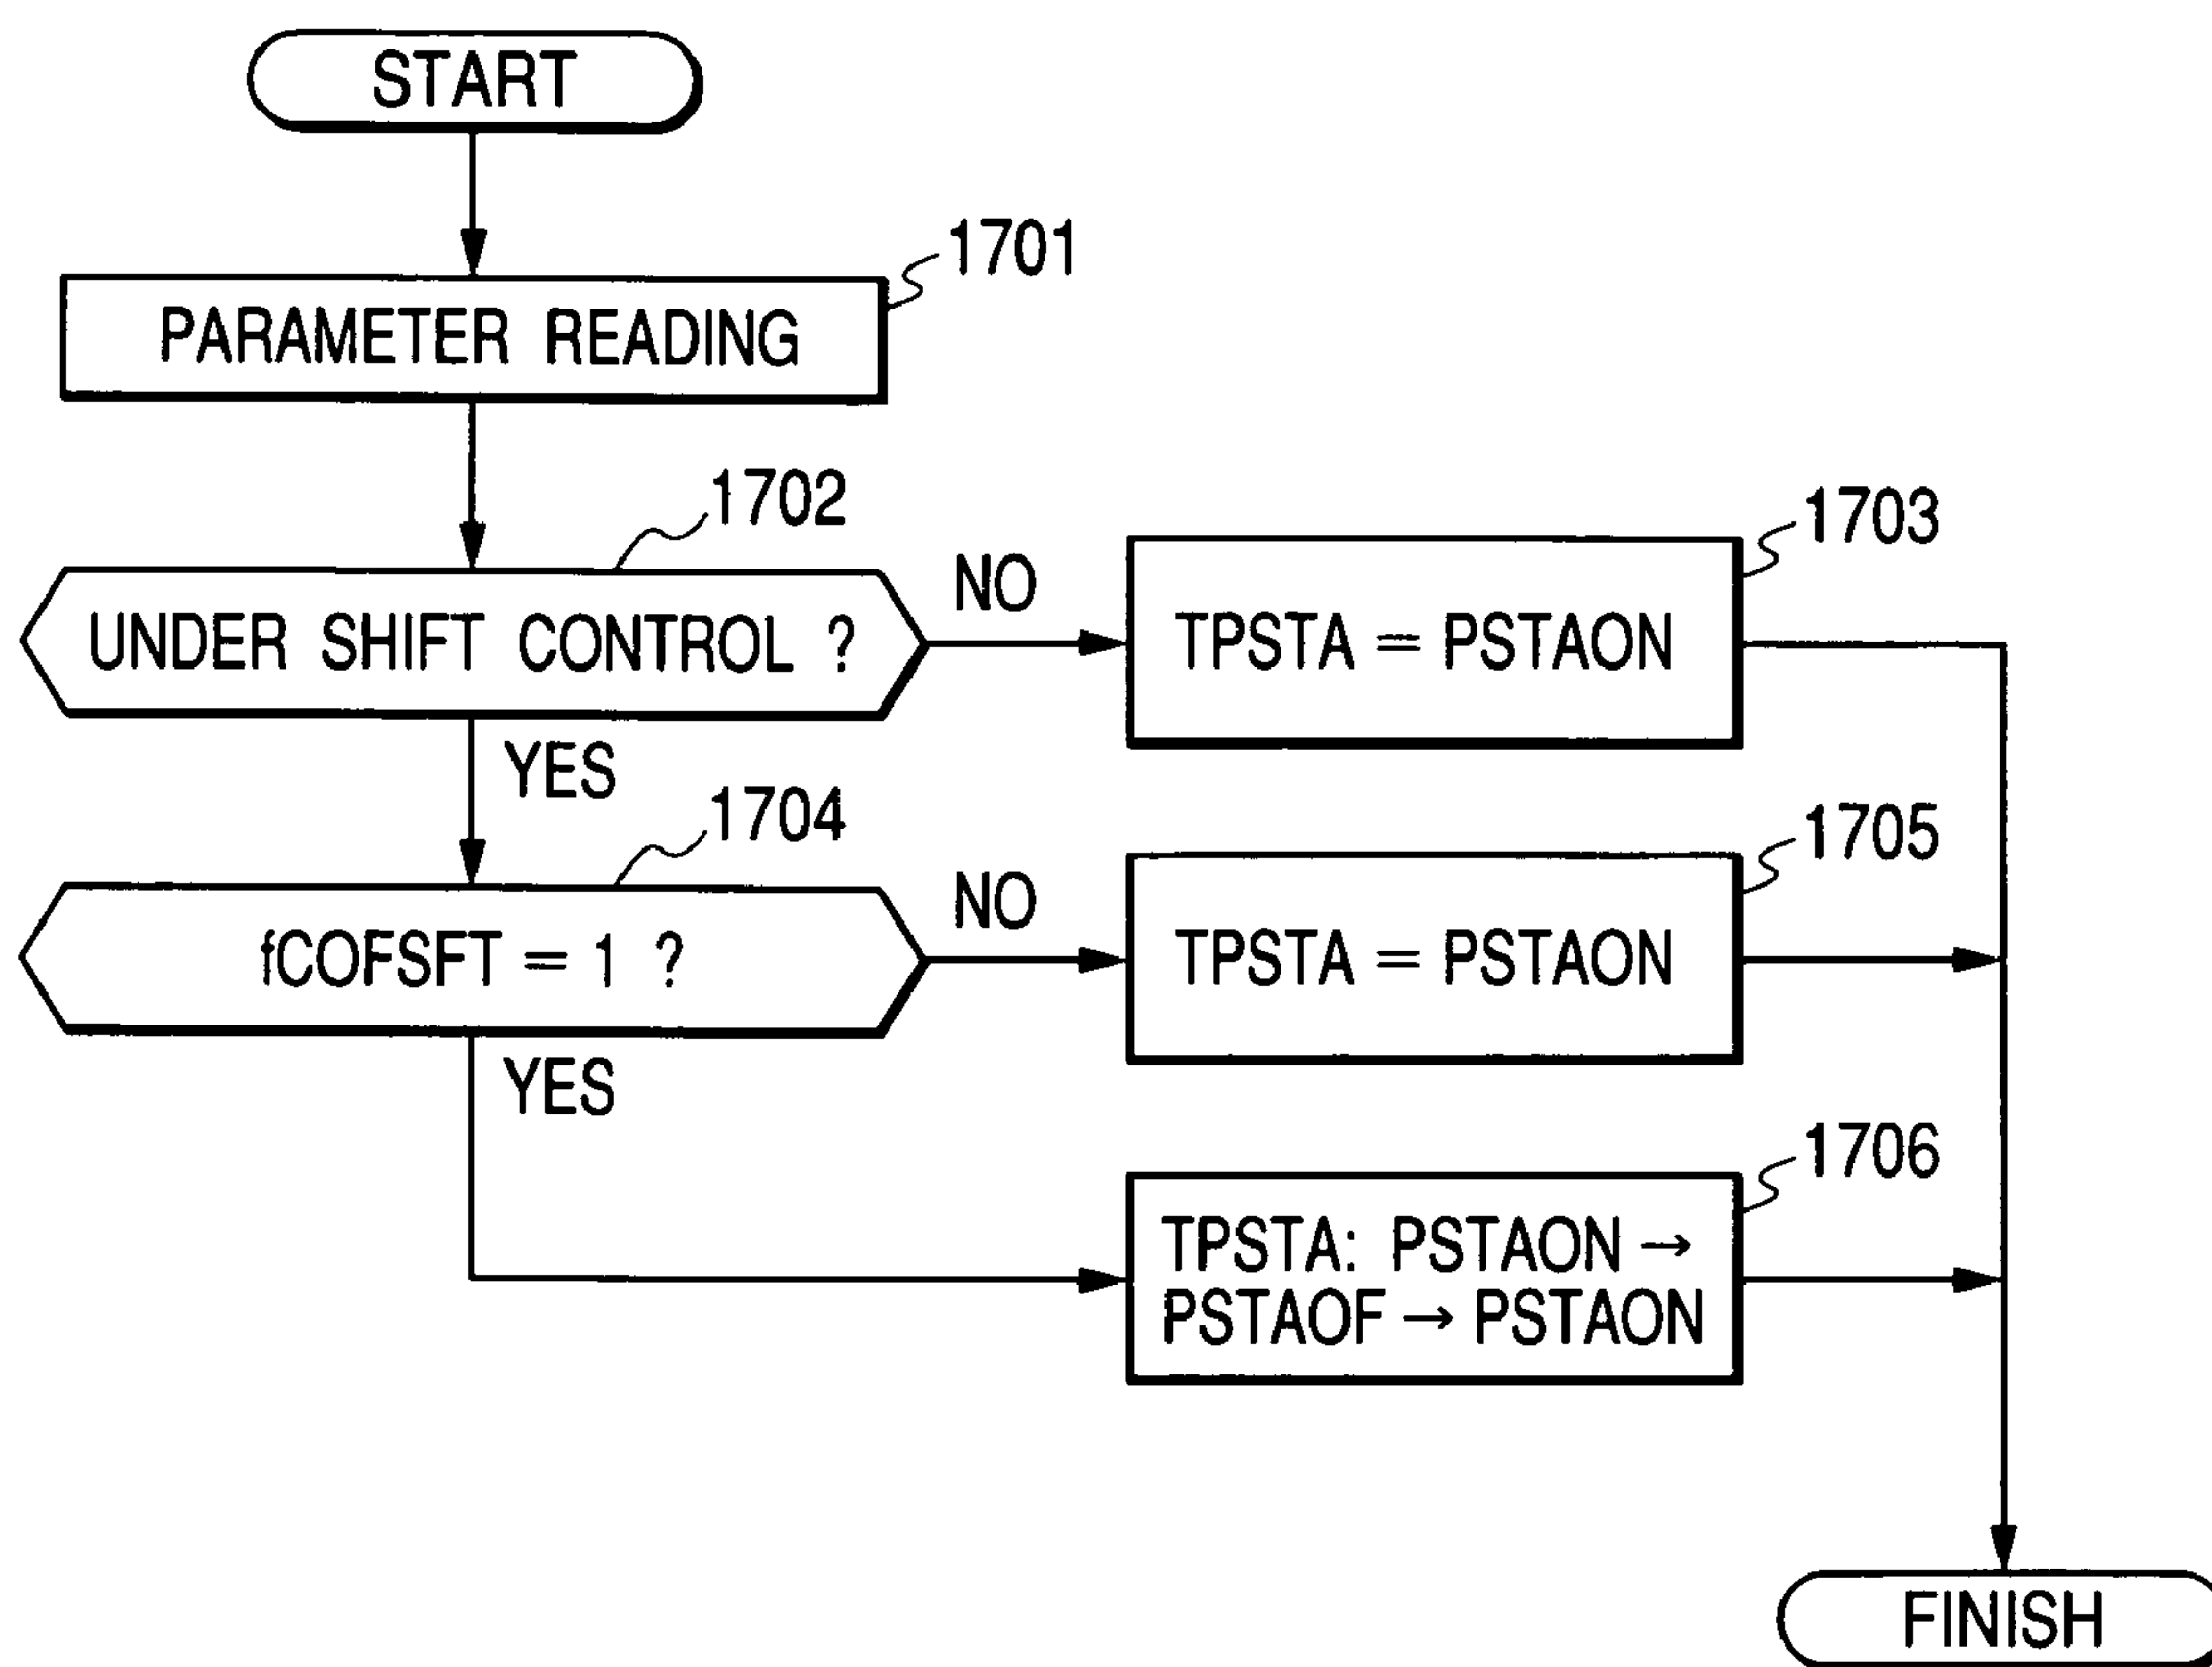 START
1701
PARAMETER READING
1702
UNDER SHIFT CONTROL ?
NO
1703
TPSTA = PSTAON
YES
1704
fCOFSFT = 1 ?
NO
1705
TPSTA = PSTAON
YES
1706
TPSTA: PSTAON →
PSTAOF → PSTAON
FINISH